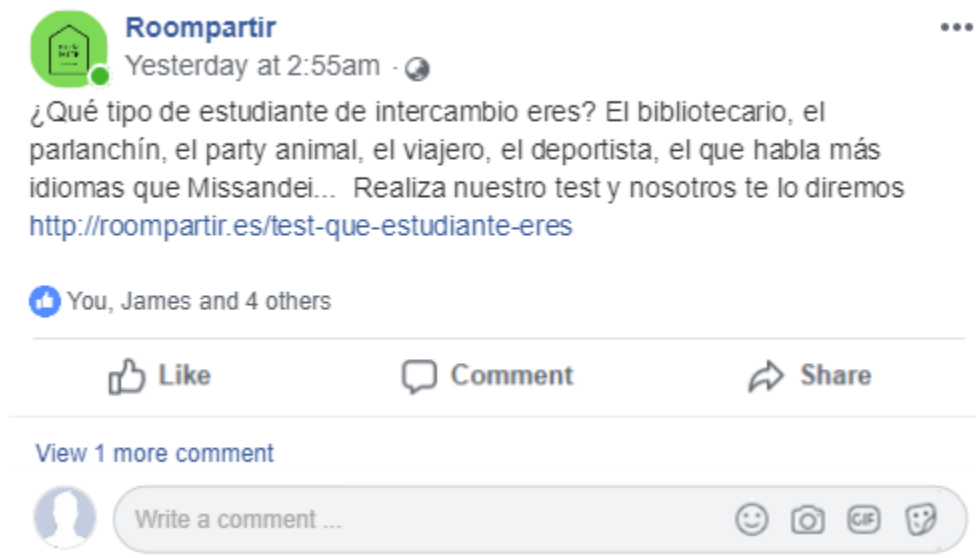 Roompartir
Yesterday at 2:55am ·
¿Qué tipo de estudiante de intercambio eres? El bibliotecario, el
parlanchín, el party animal, el viajero, el deportista, el que habla más
idiomas que Missandei... Realiza nuestro test y nosotros te lo diremos
http://roompartir.es/test-que-estudiante-eres
You, James and 4 others
Like Comment Share
View 1 more comment
Write a comment ... GIF